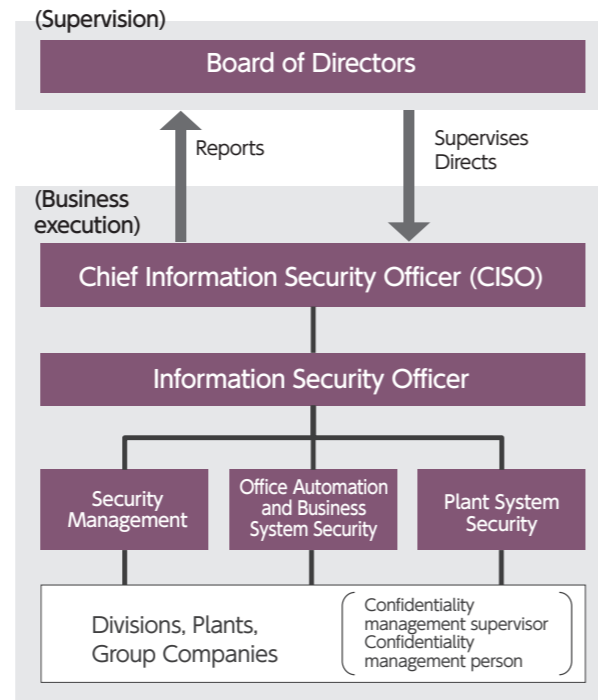 (Supervision)
Board of Directors
Reports
Supervises
Directs
(Business
execution)
Chief Information Security Officer (CISO)
Information Security Officer
Security
Management
Office Automation
and Business
System Security
Plant System
Security
Divisions, Plants,
Group Companies
Confidentiality
management supervisor
Confidentiality
management person